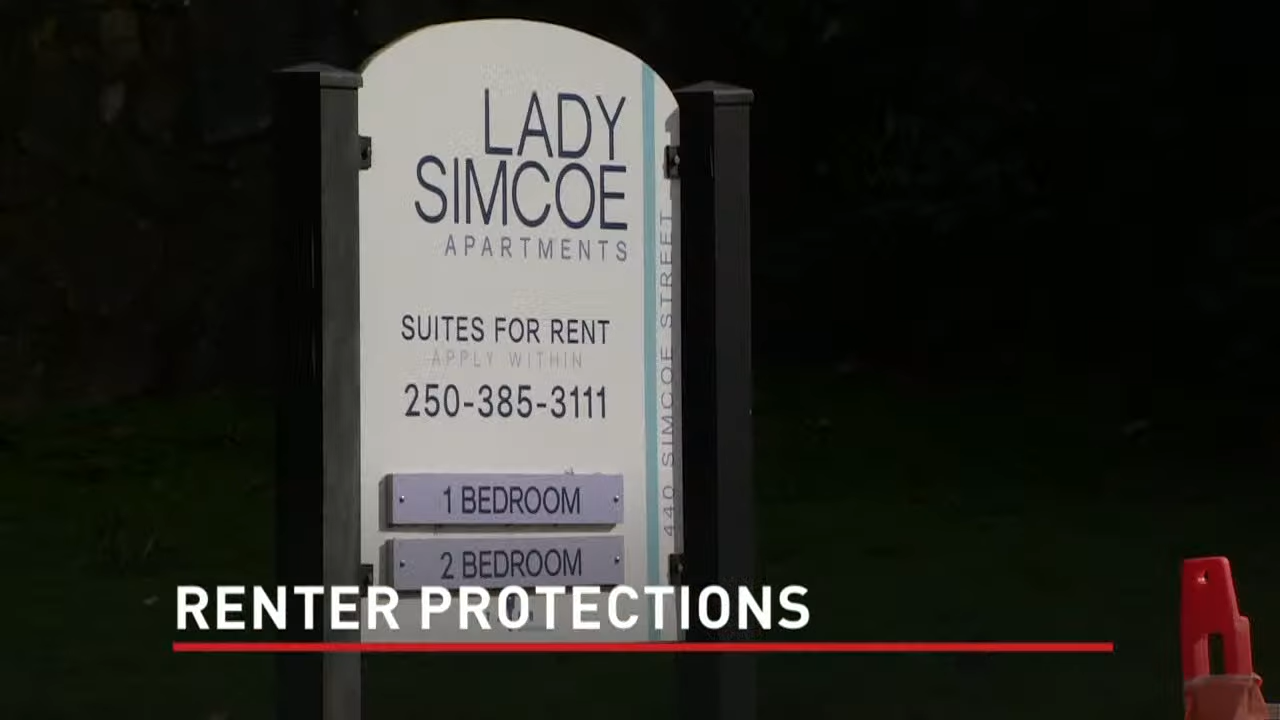 LADY
SIMCOE
APARTMENTS
SUITES FOR RENT
APPLY WITHIN
250-385-3111
1 BEDROOM
2 BEDROOM
440 SIMCOE STREET
RENTER PROTECTIONS